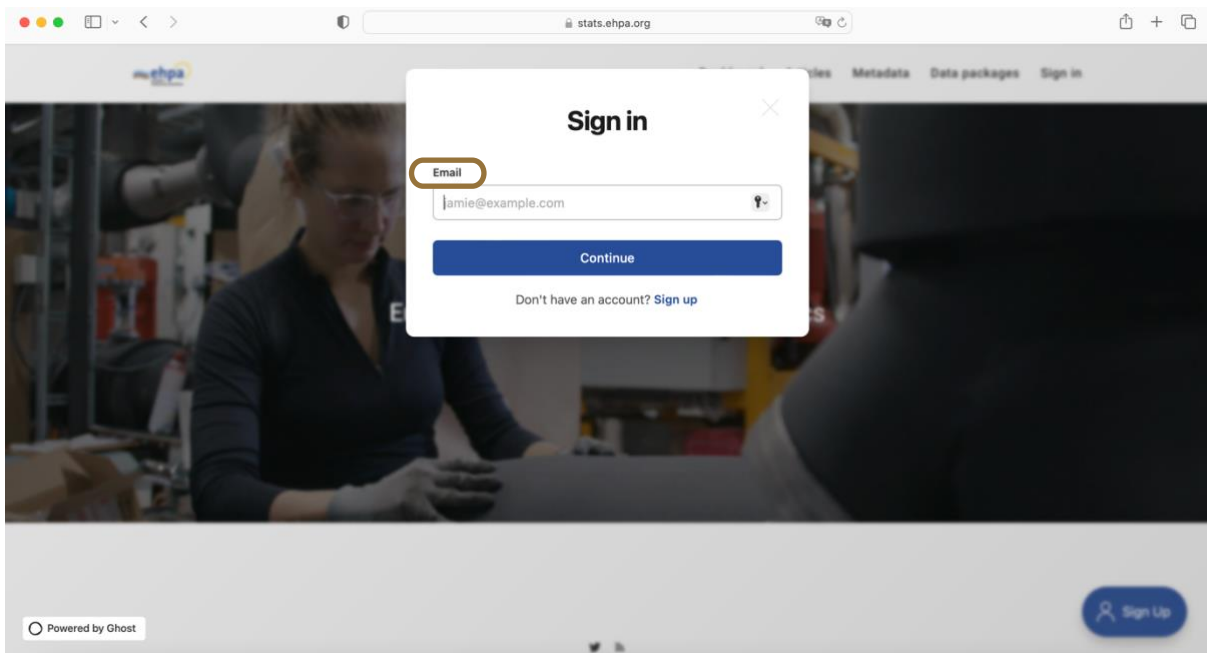 stats.ehpa.org
ehpa
Metadata Data packages Sign in
Sign in
Email
jamie@example.com
Continue
Don't have an account? Sign up
Sign Up
Powered by Ghost